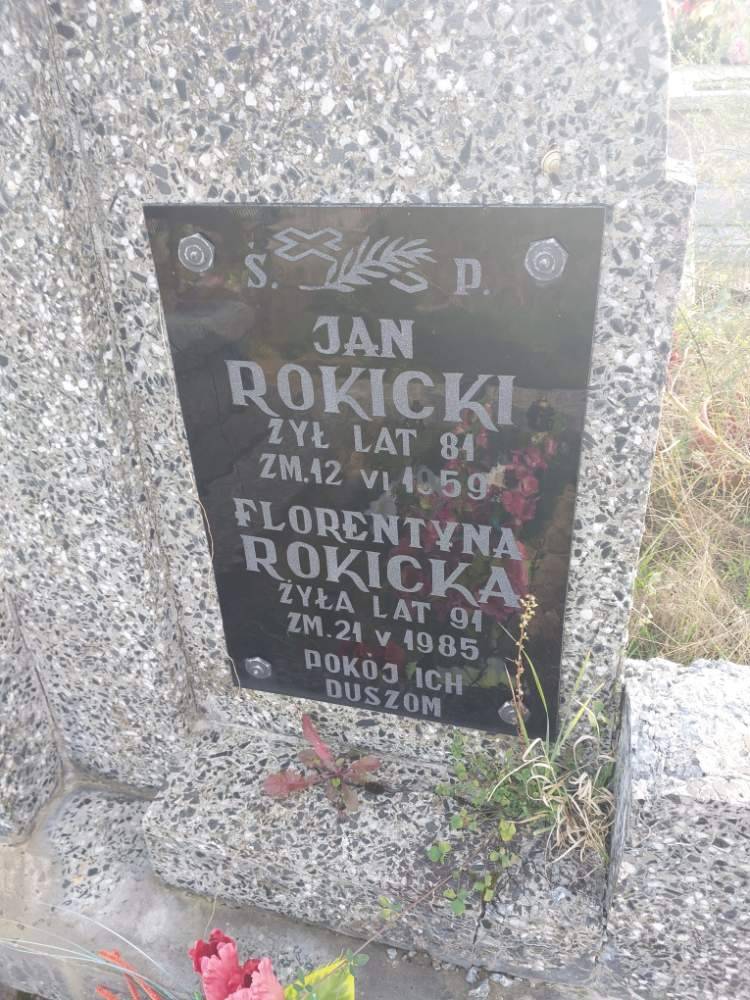 Ś. P.
JAN
ROKICKI
ŻYŁ LAT 81
ZM. 12 VI 1959
FLORENTYNA
ROKICKA
ŻYŁA LAT 91
ZM. 21 V 1985
POKÓJ ICH
DUSZOM